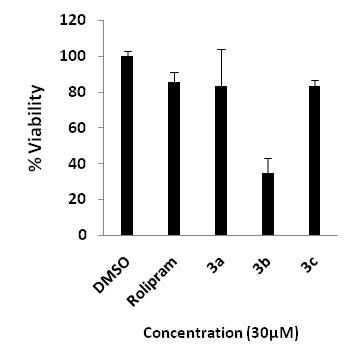 120
100
80
60
40
20
0
% Viability
DMSO
Rolipram
3a
3b
3c
Concentration (30µM)